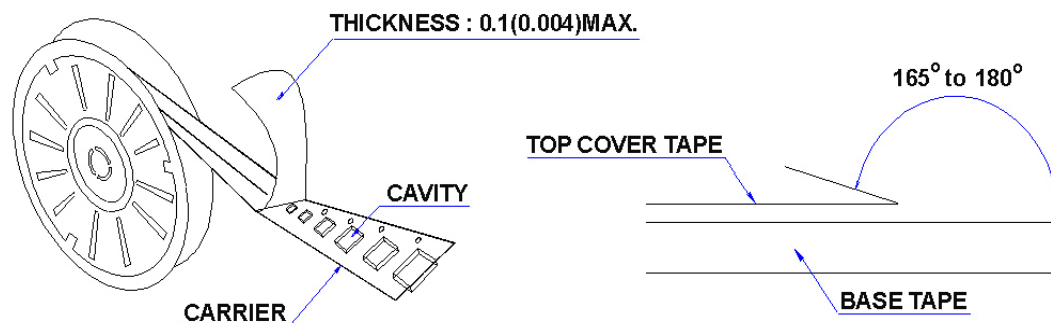 THICKNESS : 0.1(0.004)MAX.
165° to 180°
TOP COVER TAPE
CAVITY
CARRIER
BASE TAPE